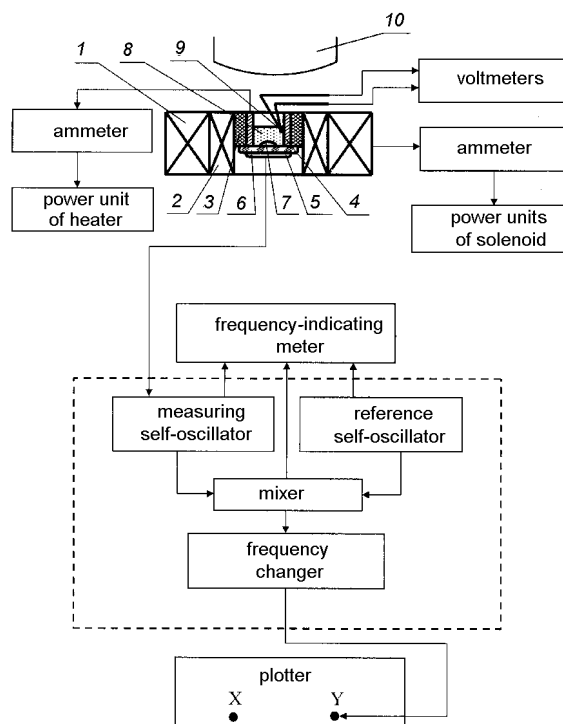 10
1
8
9
voltmeters
ammeter
ammeter
power unit
of heater
2
3
6
7
5
4
power units
of solenoid
frequency-indicating
meter
measuring
self-oscillator
reference
self-oscillator
mixer
frequency
changer
plotter
X
Y